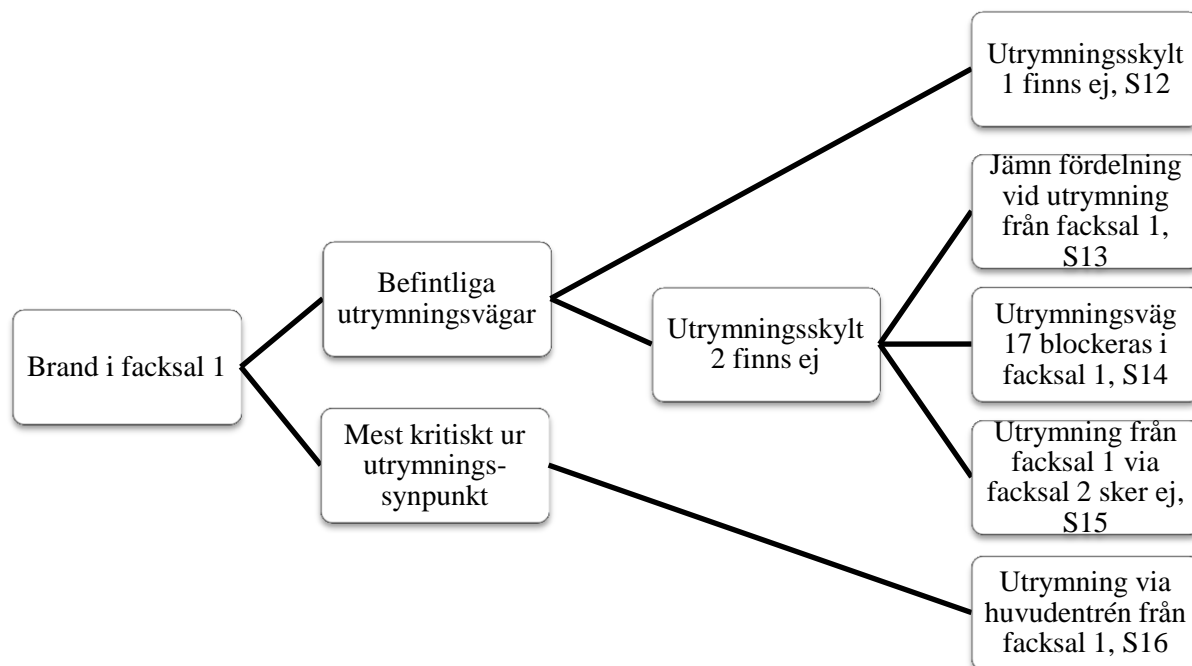 Brand i facksal 1
Befintliga
utrymningsvägar
Mest kritiskt ur
utrymnings-
synpunkt
Utrymningsskylt
2 finns ej
Utrymningsskylt
1 finns ej, S12
Jämn fördelning
vid utrymning
från facksal 1,
S13
Utrymningsväg
17 blockeras i
facksal 1, S14
Utrymning från
facksal 1 via
facksal 2 sker ej,
S15
Utrymning via
huvudentrén från
facksal 1, S16